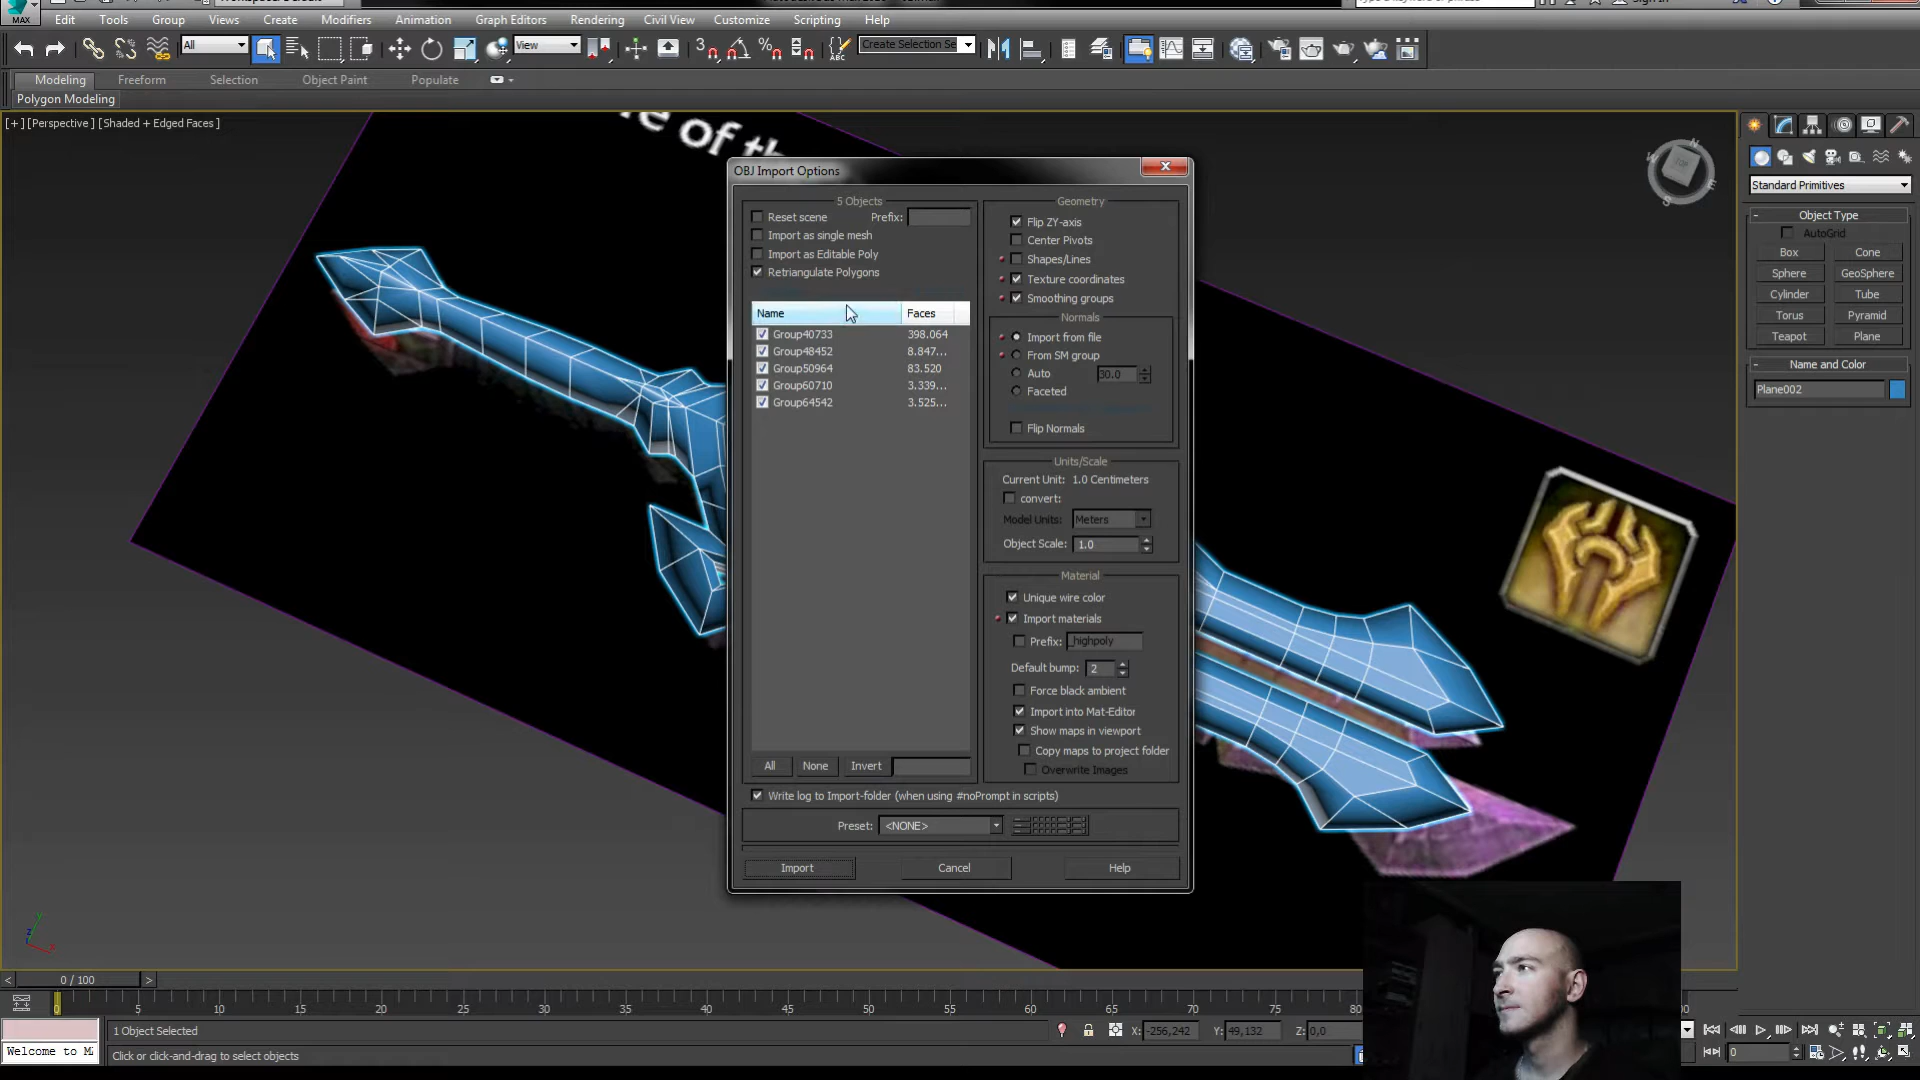 Edit Tools Group Views Create Modifiers Animation Graph Editors Rendering Civil View Customize Scripting Help
MAX
All
View
Create Selection Se
Modeling Freeform Selection Object Paint Populate
Polygon Modeling
[+] [Perspective] [Shaded + Edged Faces]
e of th
OBJ Import Options
5 Objects
Reset scene Prefix:
Import as single mesh
Import as Editable Poly
Retriangulate Polygons
Name Faces
Group40733 398.064
Group48452 8.847...
Group50964 83.520
Group60710 3.339...
Group64542 3.525...
All None Invert
Geometry
Flip ZY-axis
Center Pivots
Shapes/Lines
Texture coordinates
Smoothing groups
Normals
Import from file
From SM group
Auto 30.0
Faceted
Flip Normals
Units/Scale
Current Unit: 1.0 Centimeters
convert:
Model Units: Meters
Object Scale: 1.0
Material
Unique wire color
Import materials
Prefix: _highpoly
Default bump: 2
Force black ambient
Import into Mat-Editor
Show maps in viewport
Copy maps to project folder
Overwrite Images
Write log to Import-folder (when using #noPrompt in scripts)
Preset: <NONE>
Import Cancel Help
Standard Primitives
Object Type
AutoGrid
Box Cone
Sphere GeoSphere
Cylinder Tube
Torus Pyramid
Teapot Plane
Name and Color
Plane002
TOP
N
W
E
S
0 / 100
0 5 10 15 20 25 30 35 40 45 50 55 60 65 70 75 80
1 Object Selected
X: -256,242 Y: 49,132 Z: 0,0
Welcome to M
Click or click-and-drag to select objects
0